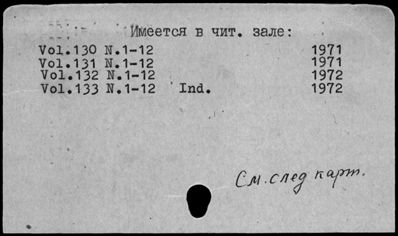 Имеется в чит. зале:
Vol.130 N.1-12 1971
Vol.131 N.1-12 1971
Vol.132 N.1-12 1972
Vol.133 N.1-12 Ind. 1972
См. след карт.